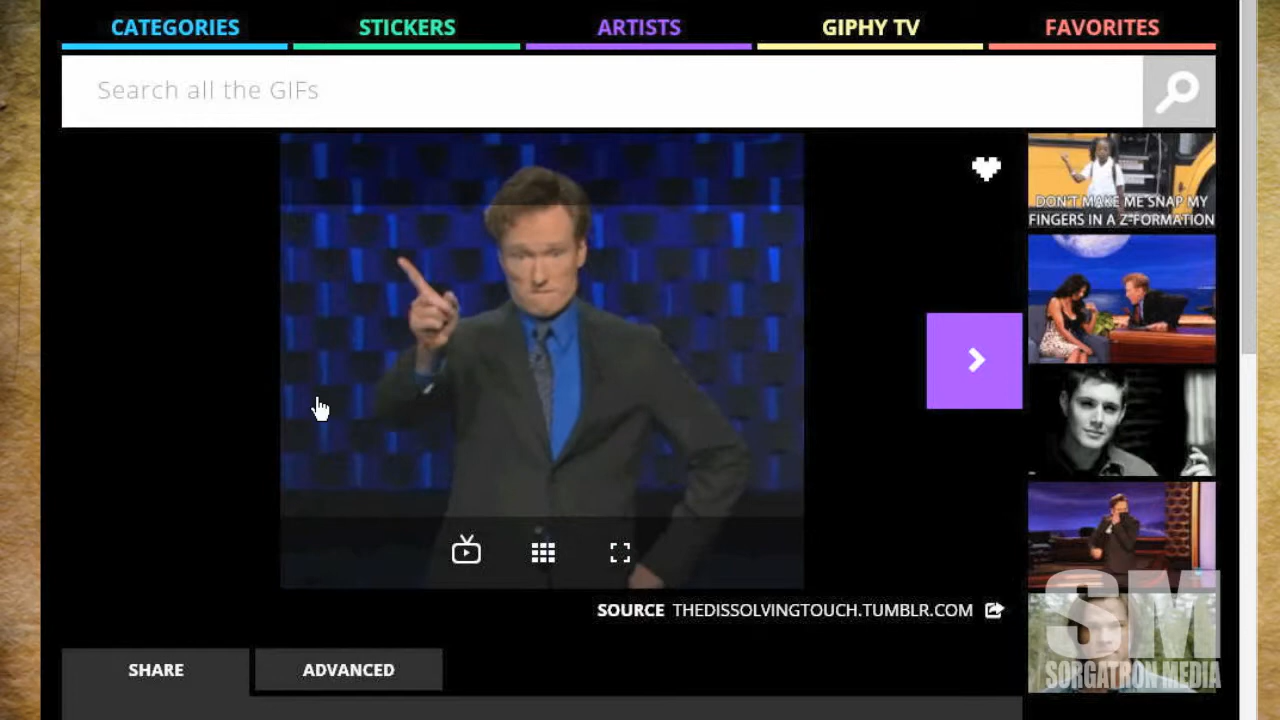 CATEGORIES
STICKERS
ARTISTS
GIPHY TV
FAVORITES
Search all the GIFs
DON'T MAKE ME SNAP MY
FINGERS IN A Z-FORMATION
SOURCE THEDISSOLVINGTOUCH.TUMBLR.COM
SHARE
ADVANCED
SM
SORGATRON MEDIA